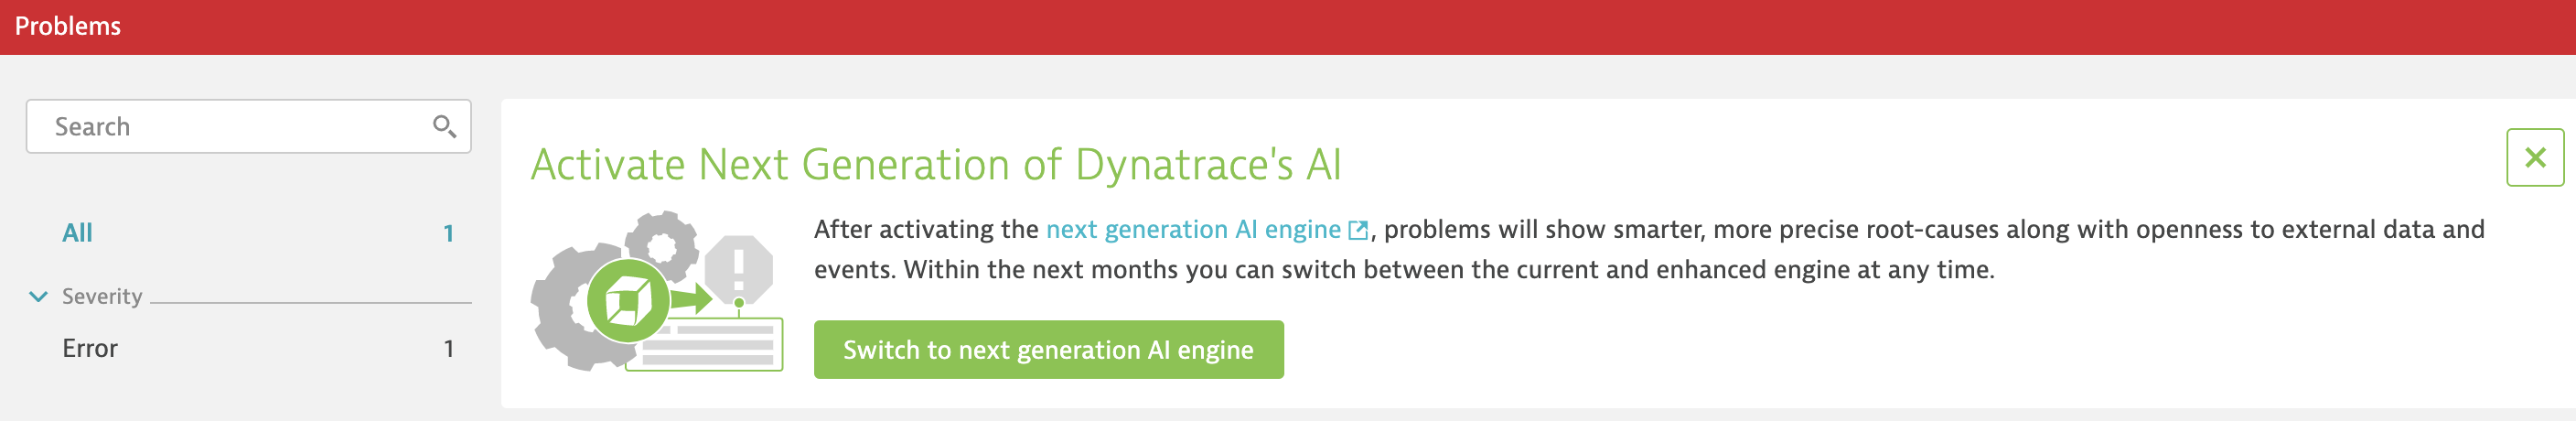 Problems
Search
All 1
Severity
Error 1
Activate Next Generation of Dynatrace's AI
After activating the next generation AI engine, problems will show smarter, more precise root-causes along with openness to external data and
events. Within the next months you can switch between the current and enhanced engine at any time.
Switch to next generation AI engine